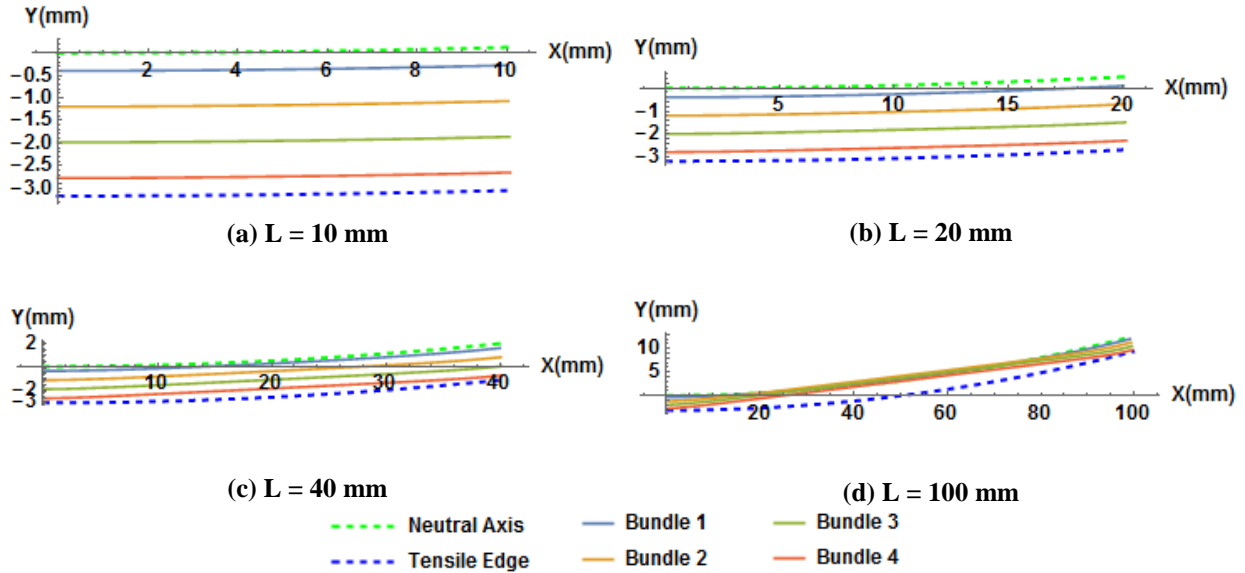 Y(mm)
X(mm)
2 4 6 8 10
−0.5
−1.0
−1.5
−2.0
−2.5
−3.0
(a) L = 10 mm
Y(mm)
X(mm)
5 10 15 20
−1
−2
−3
(b) L = 20 mm
Y(mm)
2
X(mm)
10 20 30 40
−2
−3
(c) L = 40 mm
Y(mm)
10
5
X(mm)
20 40 60 80 100
(d) L = 100 mm
Neutral Axis Bundle 1 Bundle 3
Tensile Edge Bundle 2 Bundle 4